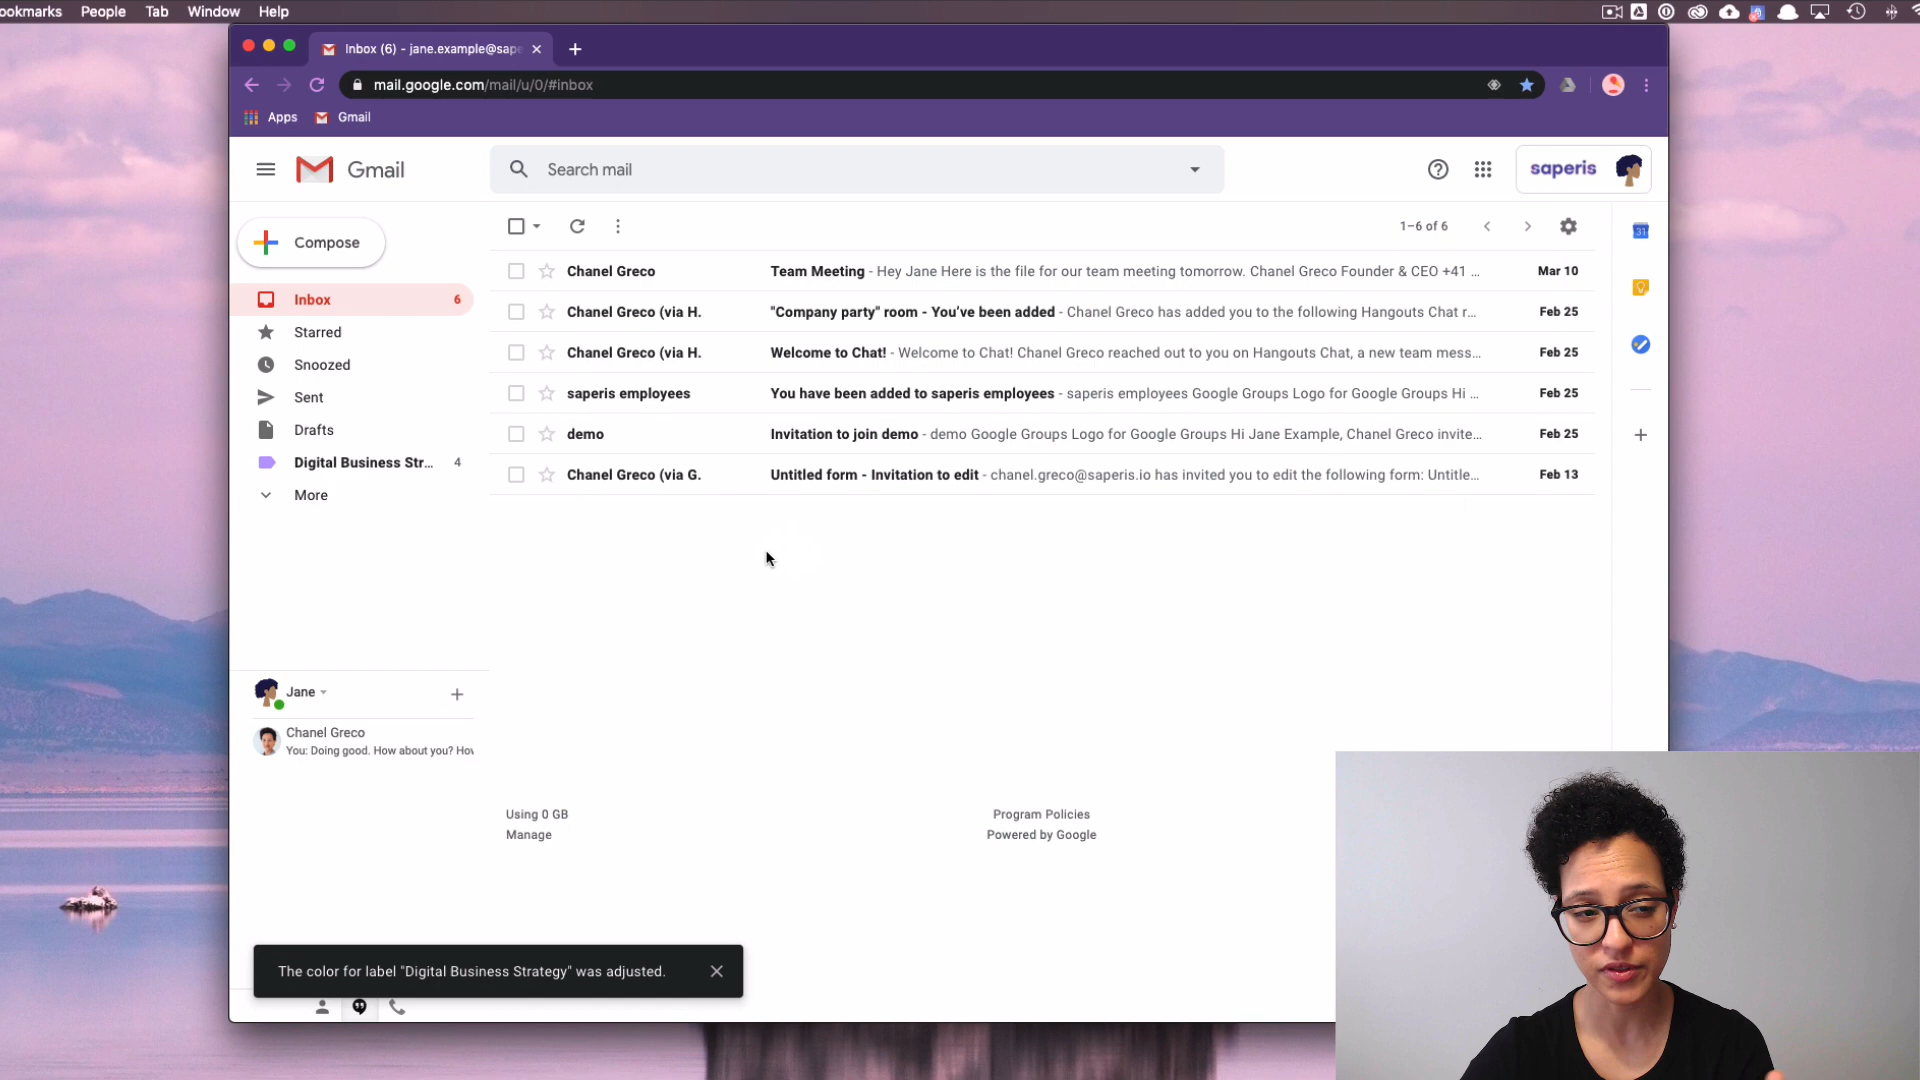 ookmarks People Tab Window Help
Inbox (6) - jane.example@sape
mail.google.com/mail/u/0/#inbox
Apps Gmail
Gmail
Search mail
saperis
Compose
1–6 of 6
31
Inbox 6
Starred
Snoozed
Sent
Drafts
Digital Business Str... 4
More
Chanel Greco Team Meeting - Hey Jane Here is the file for our team meeting tomorrow. Chanel Greco Founder & CEO +41 ... Mar 10
Chanel Greco (via H. "Company party" room - You've been added - Chanel Greco has added you to the following Hangouts Chat r... Feb 25
Chanel Greco (via H. Welcome to Chat! - Welcome to Chat! Chanel Greco reached out to you on Hangouts Chat, a new team mess... Feb 25
saperis employees You have been added to saperis employees - saperis employees Google Groups Logo for Google Groups Hi ... Feb 25
demo Invitation to join demo - demo Google Groups Logo for Google Groups Hi Jane Example, Chanel Greco invite... Feb 25
Chanel Greco (via G. Untitled form - Invitation to edit - chanel.greco@saperis.io has invited you to edit the following form: Untitle... Feb 13
Jane
Chanel Greco
You: Doing good. How about you? Hov
Using 0 GB
Manage
Program Policies
Powered by Google
The color for label "Digital Business Strategy" was adjusted.